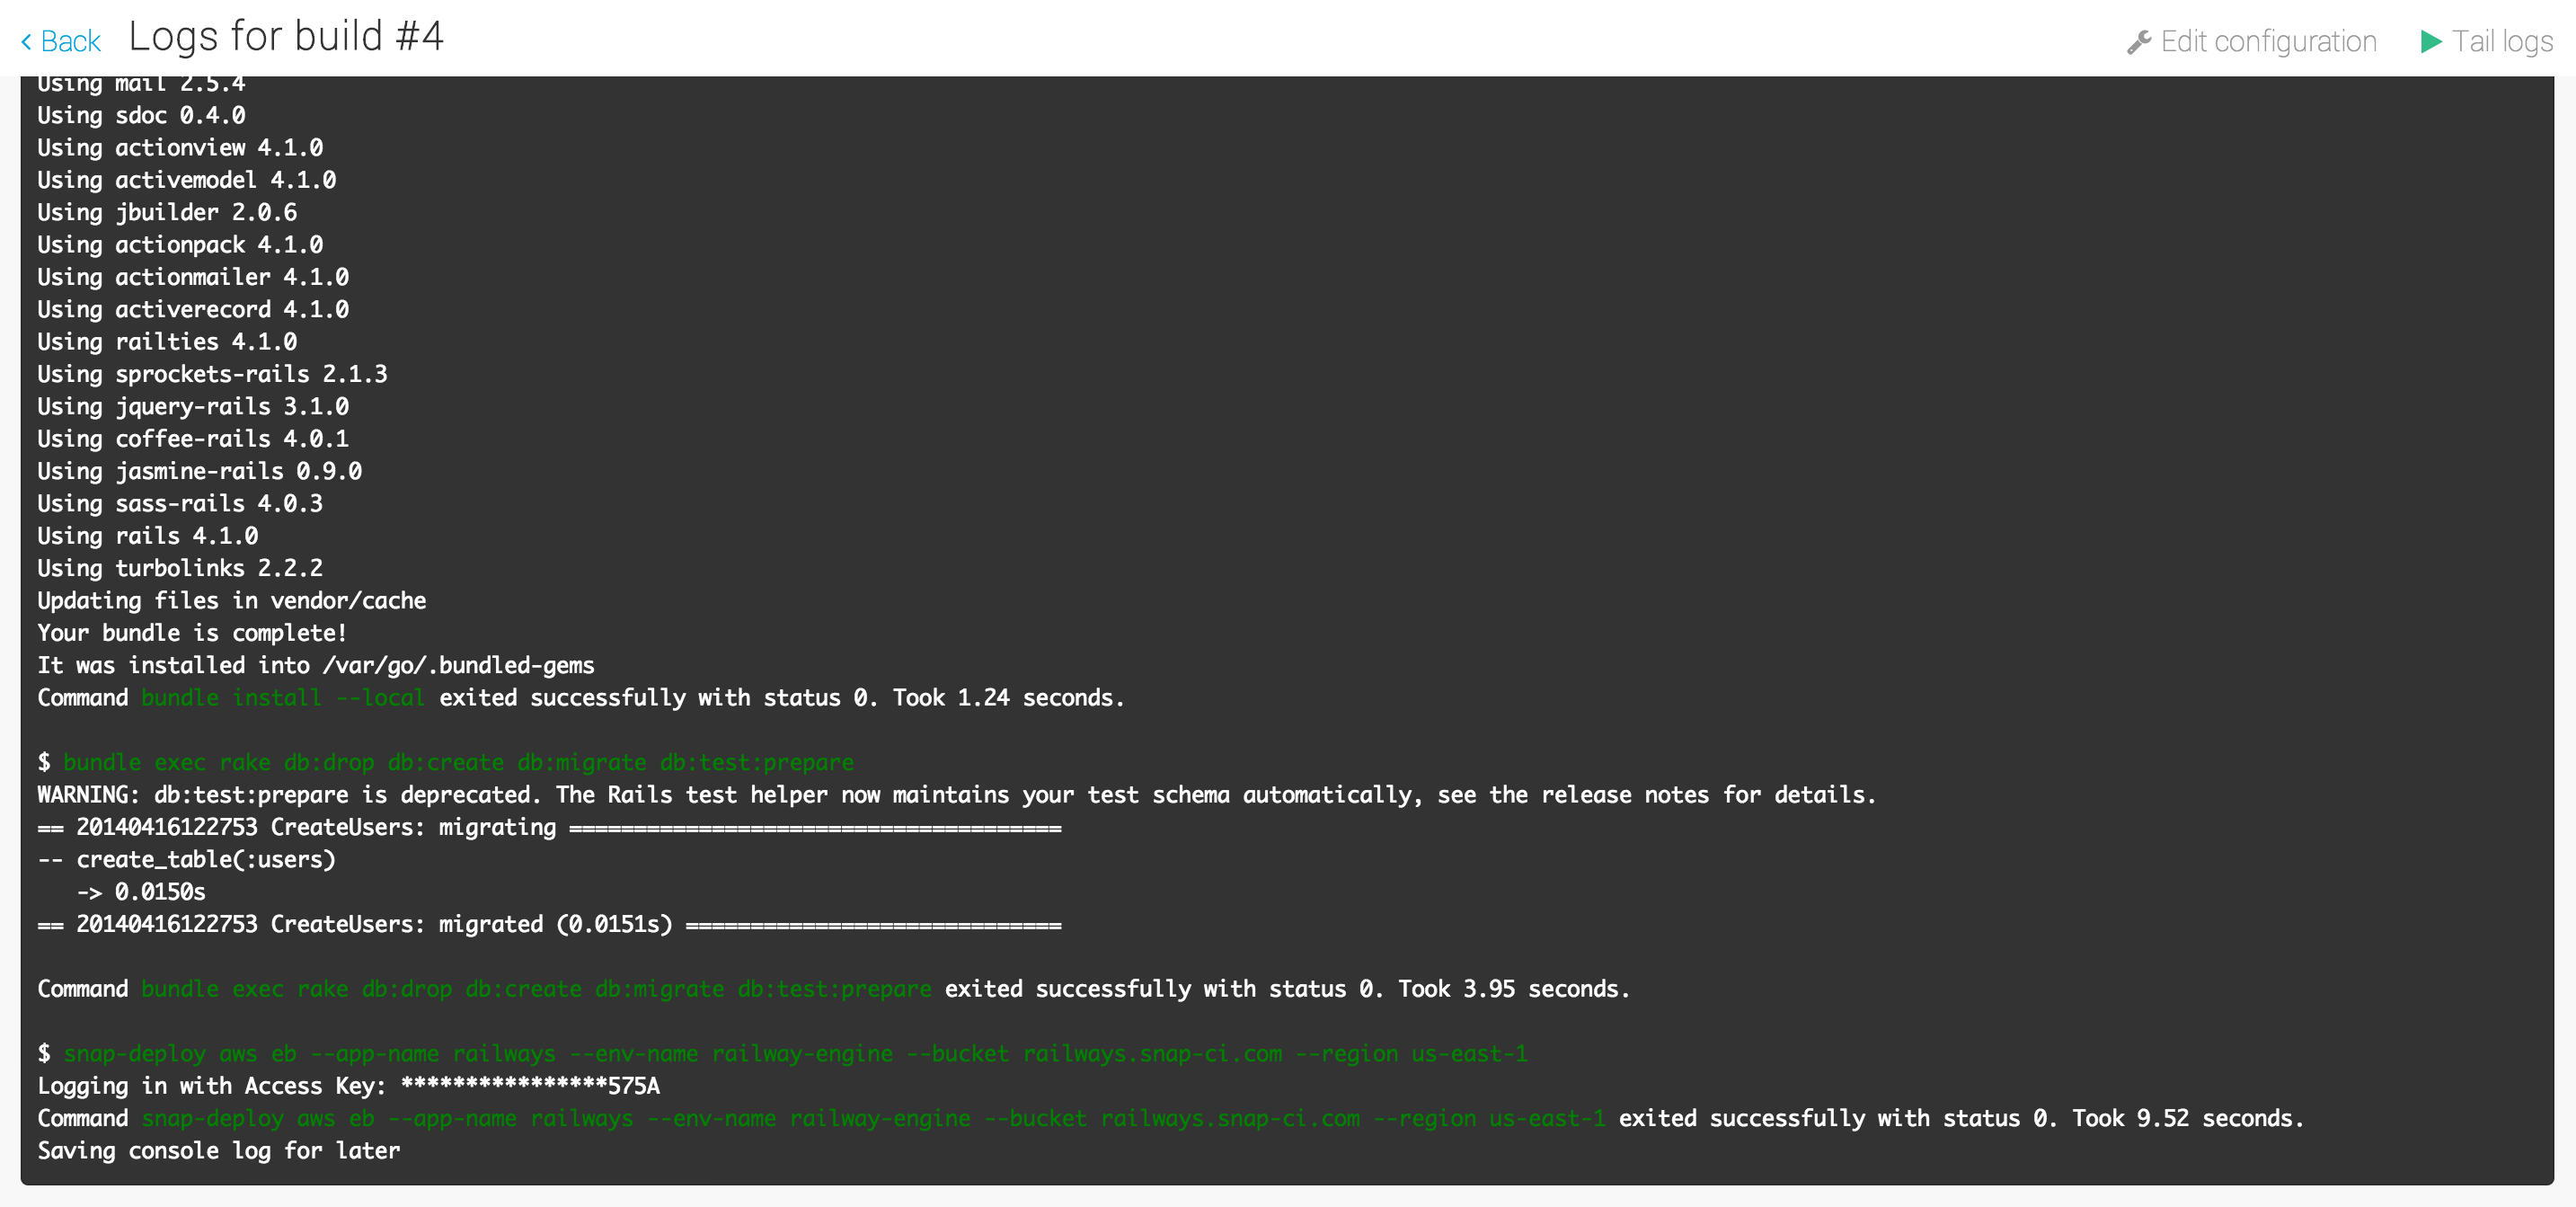 Back Logs for build #4 Edit configuration Tail logs
Using mail 2.5.4
Using sdoc 0.4.0
Using actionview 4.1.0
Using activemodel 4.1.0
Using jbuilder 2.0.6
Using actionpack 4.1.0
Using actionmailer 4.1.0
Using activerecord 4.1.0
Using railties 4.1.0
Using sprockets-rails 2.1.3
Using jquery-rails 3.1.0
Using coffee-rails 4.0.1
Using jasmine-rails 0.9.0
Using sass-rails 4.0.3
Using rails 4.1.0
Using turbolinks 2.2.2
Updating files in vendor/cache
Your bundle is complete!
It was installed into /var/go/.bundled-gems
Command bundle install --local exited successfully with status 0. Took 1.24 seconds.
$ bundle exec rake db:drop db:create db:migrate db:test:prepare
WARNING: db:test:prepare is deprecated. The Rails test helper now maintains your test schema automatically, see the release notes for details.
== 20140416122753 CreateUsers: migrating ======================================
-- create_table(:users)
   -> 0.0150s
== 20140416122753 CreateUsers: migrated (0.0151s) =============================
Command bundle exec rake db:drop db:create db:migrate db:test:prepare exited successfully with status 0. Took 3.95 seconds.
$ snap-deploy aws eb --app-name railways --env-name railway-engine --bucket railways.snap-ci.com --region us-east-1
Logging in with Access Key: ****************575A
Command snap-deploy aws eb --app-name railways --env-name railway-engine --bucket railways.snap-ci.com --region us-east-1 exited successfully with status 0. Took 9.52 seconds.
Saving console log for later